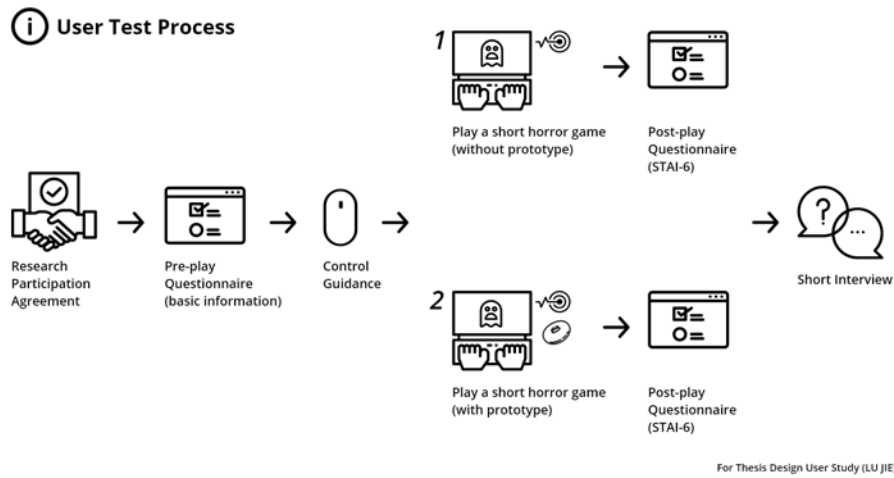 i
User Test Process
1
Play a short horror game
(without prototype)
Post-play
Questionnaire
(STAI-6)
Research
Participation
Agreement
Pre-play
Questionnaire
(basic information)
Control
Guidance
?
...
Short Interview
2
Play a short horror game
(with prototype)
Post-play
Questionnaire
(STAI-6)
For Thesis Design User Study (LU JIE)